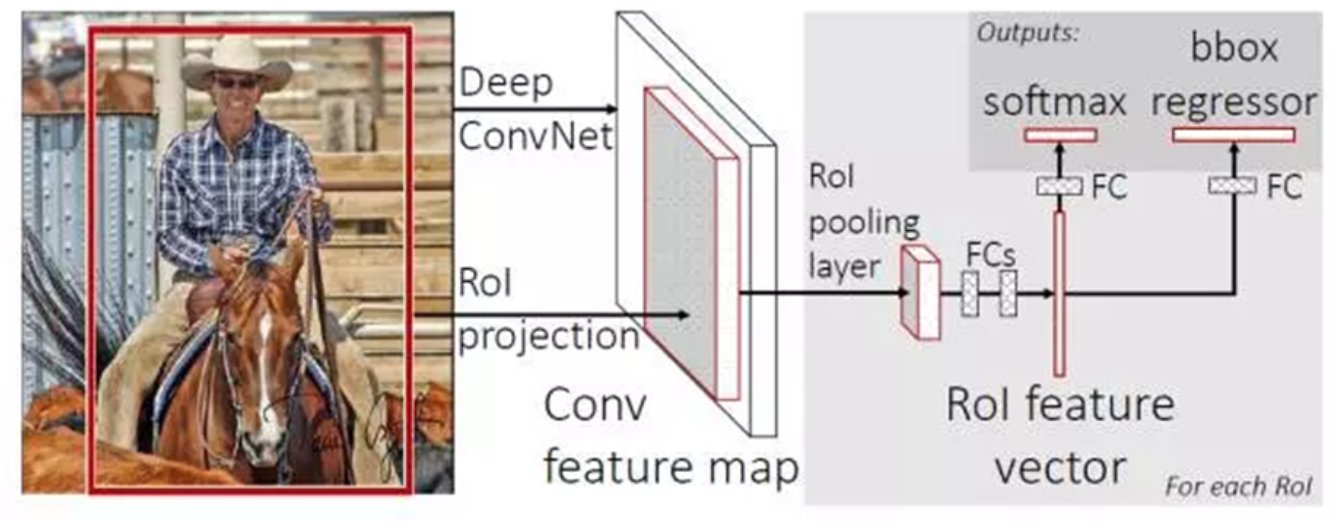 Deep
ConvNet
RoI
projection
Conv
feature map
RoI
pooling
layer
FCs
RoI feature
vector
For each RoI
Outputs:
softmax
bbox
regressor
FC
FC